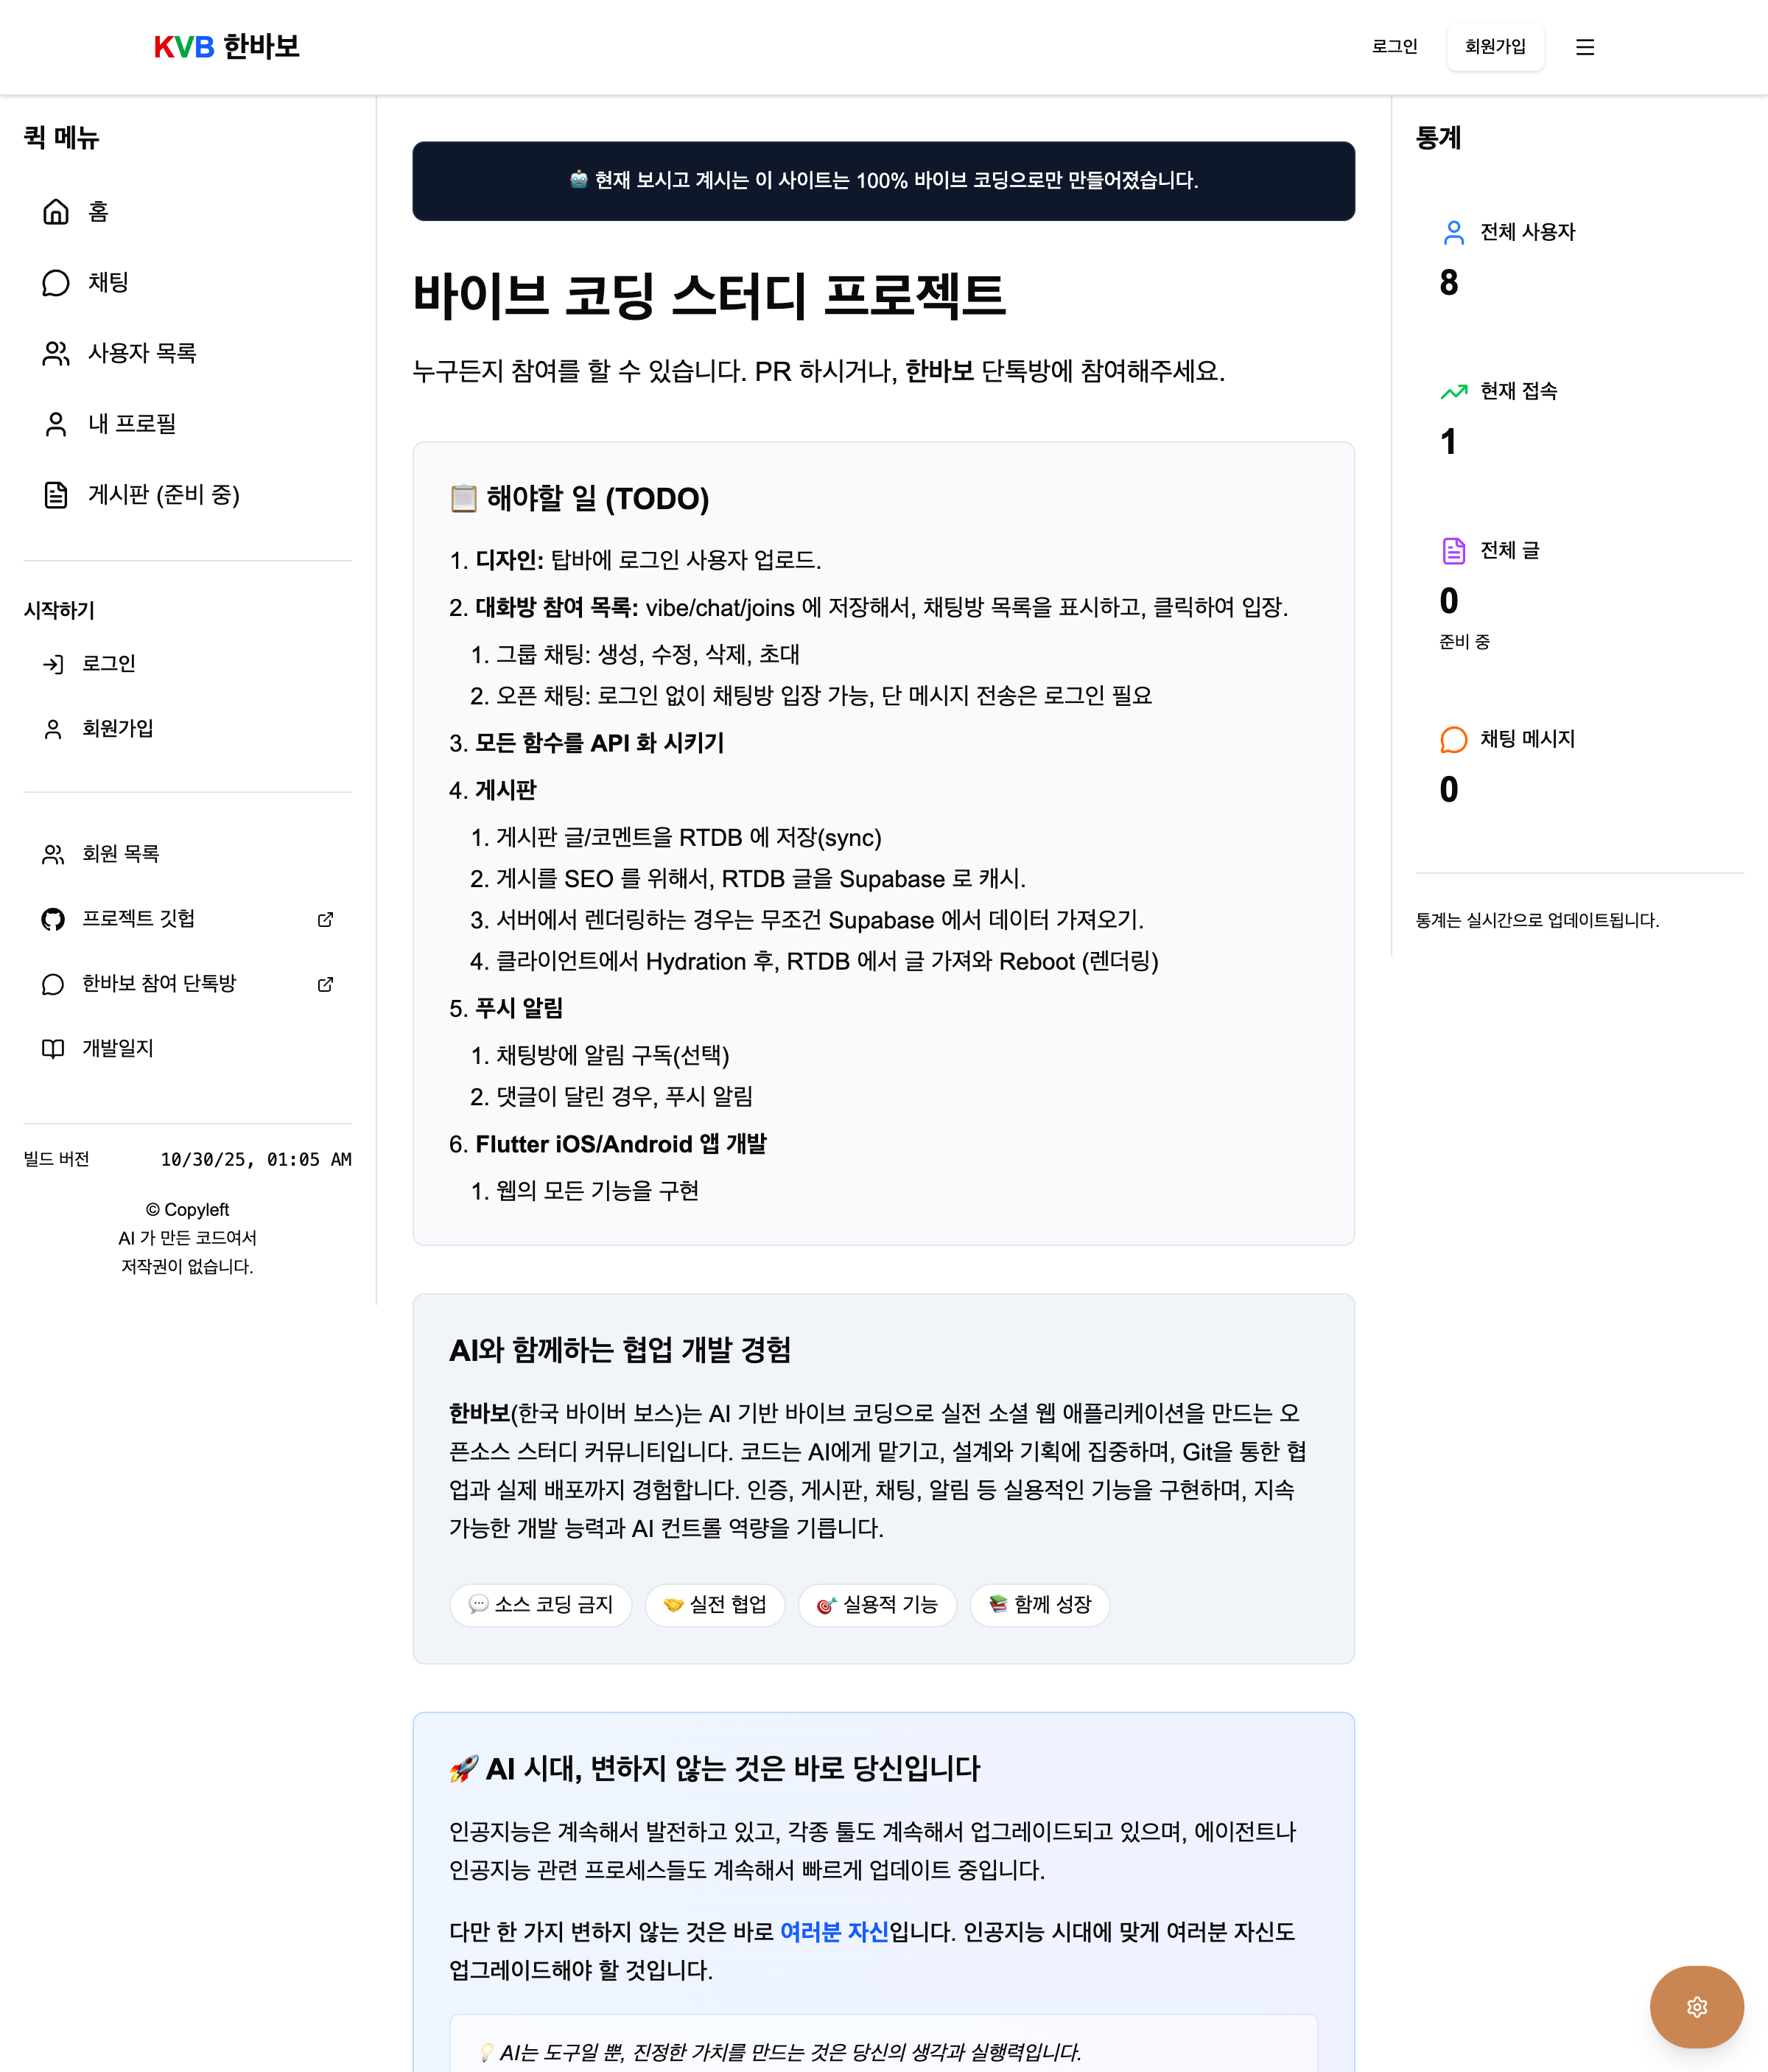 KVB 한바보
로그인
회원가입
퀵 메뉴
홈
채팅
사용자 목록
내 프로필
게시판 (준비 중)
시작하기
로그인
회원가입
회원 목록
프로젝트 깃헙
한바보 참여 단톡방
개발일지
빌드 버전 10/30/25, 01:05 AM
© Copyleft
AI 가 만든 코드여서
저작권이 없습니다.
🤖 현재 보시고 계시는 이 사이트는 100% 바이브 코딩으로만 만들어졌습니다.
바이브 코딩 스터디 프로젝트
누구든지 참여를 할 수 있습니다. PR 하시거나, 한바보 단톡방에 참여해주세요.
📋 해야할 일 (TODO)
1. 디자인: 탑바에 로그인 사용자 업로드.
2. 대화방 참여 목록: vibe/chat/joins 에 저장해서, 채팅방 목록을 표시하고, 클릭하여 입장.
1. 그룹 채팅: 생성, 수정, 삭제, 초대
2. 오픈 채팅: 로그인 없이 채팅방 입장 가능, 단 메시지 전송은 로그인 필요
3. 모든 함수를 API 화 시키기
4. 게시판
1. 게시판 글/코멘트을 RTDB 에 저장(sync)
2. 게시를 SEO 를 위해서, RTDB 글을 Supabase 로 캐시.
3. 서버에서 렌더링하는 경우는 무조건 Supabase 에서 데이터 가져오기.
4. 클라이언트에서 Hydration 후, RTDB 에서 글 가져와 Reboot (렌더링)
5. 푸시 알림
1. 채팅방에 알림 구독(선택)
2. 댓글이 달린 경우, 푸시 알림
6. Flutter iOS/Android 앱 개발
1. 웹의 모든 기능을 구현
AI와 함께하는 협업 개발 경험
한바보(한국 바이버 보스)는 AI 기반 바이브 코딩으로 실전 소셜 웹 애플리케이션을 만드는 오
픈소스 스터디 커뮤니티입니다. 코드는 AI에게 맡기고, 설계와 기획에 집중하며, Git을 통한 협
업과 실제 배포까지 경험합니다. 인증, 게시판, 채팅, 알림 등 실용적인 기능을 구현하며, 지속
가능한 개발 능력과 AI 컨트롤 역량을 기릅니다.
💬 소스 코딩 금지
🤝 실전 협업
🎯 실용적 기능
📚 함께 성장
🚀 AI 시대, 변하지 않는 것은 바로 당신입니다
인공지능은 계속해서 발전하고 있고, 각종 툴도 계속해서 업그레이드되고 있으며, 에이전트나
인공지능 관련 프로세스들도 계속해서 빠르게 업데이트 중입니다.
다만 한 가지 변하지 않는 것은 바로 여러분 자신입니다. 인공지능 시대에 맞게 여러분 자신도
업그레이드해야 할 것입니다.
💡 AI는 도구일 뿐, 진정한 가치를 만드는 것은 당신의 생각과 실행력입니다.
통계
전체 사용자
8
현재 접속
1
전체 글
0
준비 중
채팅 메시지
0
통계는 실시간으로 업데이트됩니다.